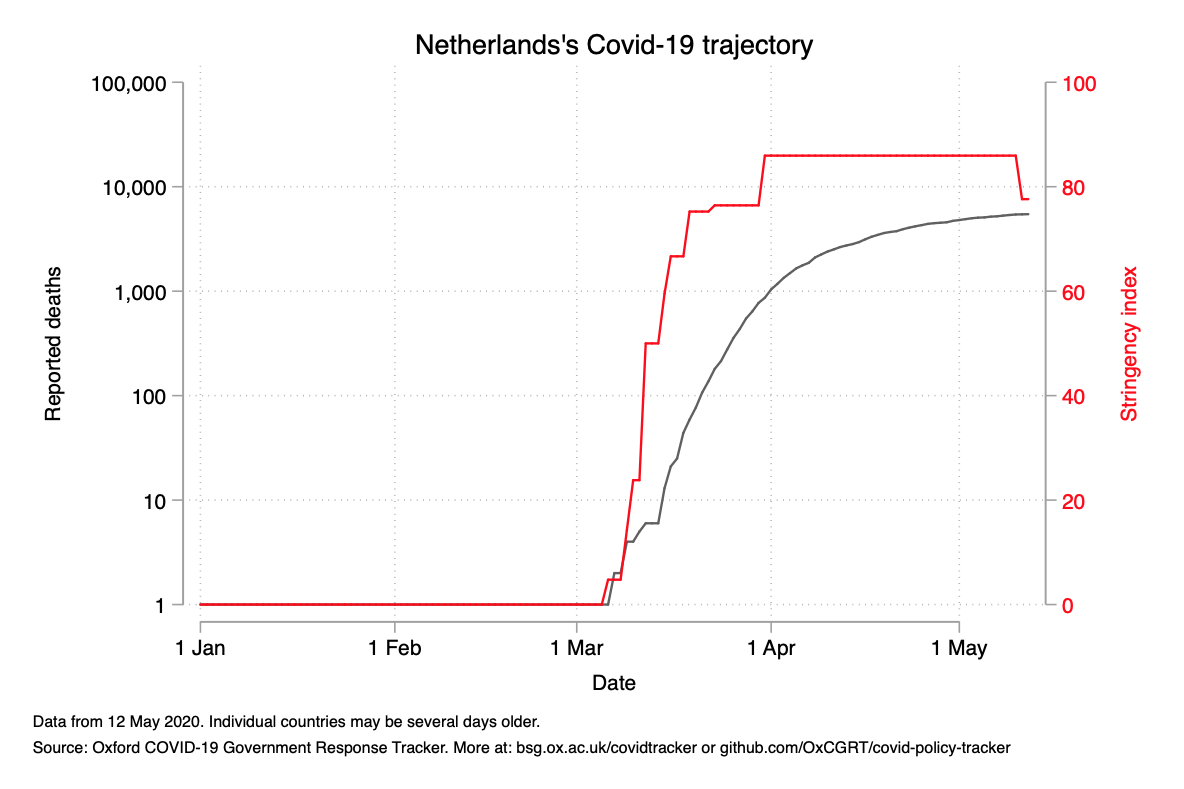 Netherlands's Covid-19 trajectory
100,000
10,000
1,000
100
10
1
Reported deaths
100
80
60
40
20
0
Stringency index
1 Jan
1 Feb
1 Mar
1 Apr
1 May
Date
Data from 12 May 2020. Individual countries may be several days older.
Source: Oxford COVID-19 Government Response Tracker. More at: bsg.ox.ac.uk/covidtracker or github.com/OxCGRT/covid-policy-tracker